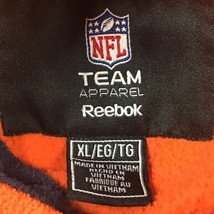 NFL
TEAM
APPAREL
Reebok
XL/EG/TG
MADE IN VIETNAM
HECHO EN
VIETNAM
FABRIQUÉ AU
VIETNAM